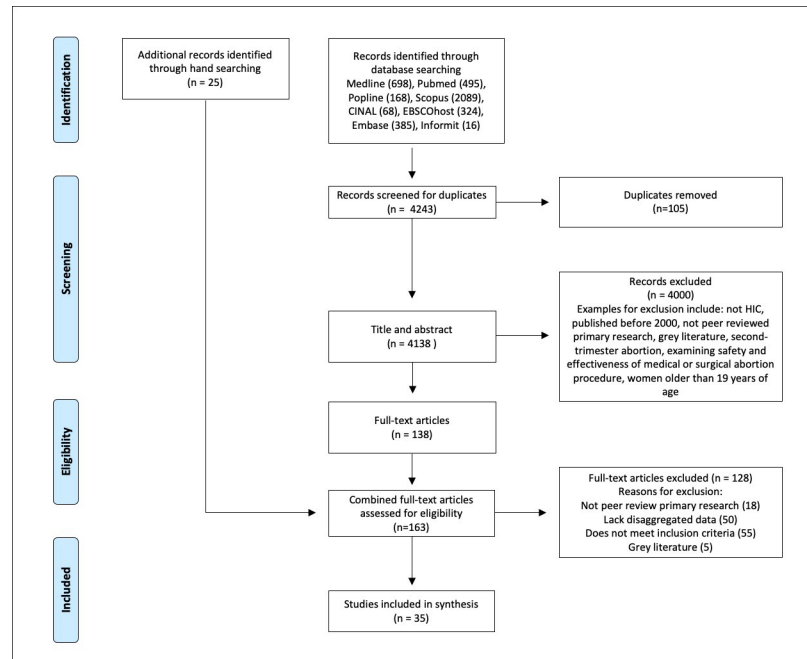 Identification
Additional records identified
through hand searching
(n = 25)
Records identified through
database searching
Medline (698), Pubmed (495),
Popline (168), Scopus (2089),
CINAL (68), EBSCOhost (324),
Embase (385), Informit (16)
Screening
Records screened for duplicates
(n = 4243)
Duplicates removed
(n=105)
Title and abstract
(n = 4138 )
Records excluded
(n = 4000)
Examples for exclusion include: not HIC,
published before 2000, not peer reviewed
primary research, grey literature, second-
trimester abortion, examining safety and
effectiveness of medical or surgical abortion
procedure, women older than 19 years of
age
Eligibility
Full-text articles
(n = 138)
Combined full-text articles
assessed for eligibility
(n=163)
Full-text articles excluded (n = 128)
Reasons for exclusion:
Not peer review primary research (18)
Lack disaggregated data (50)
Does not meet inclusion criteria (55)
Grey literature (5)
Included
Studies included in synthesis
(n = 35)